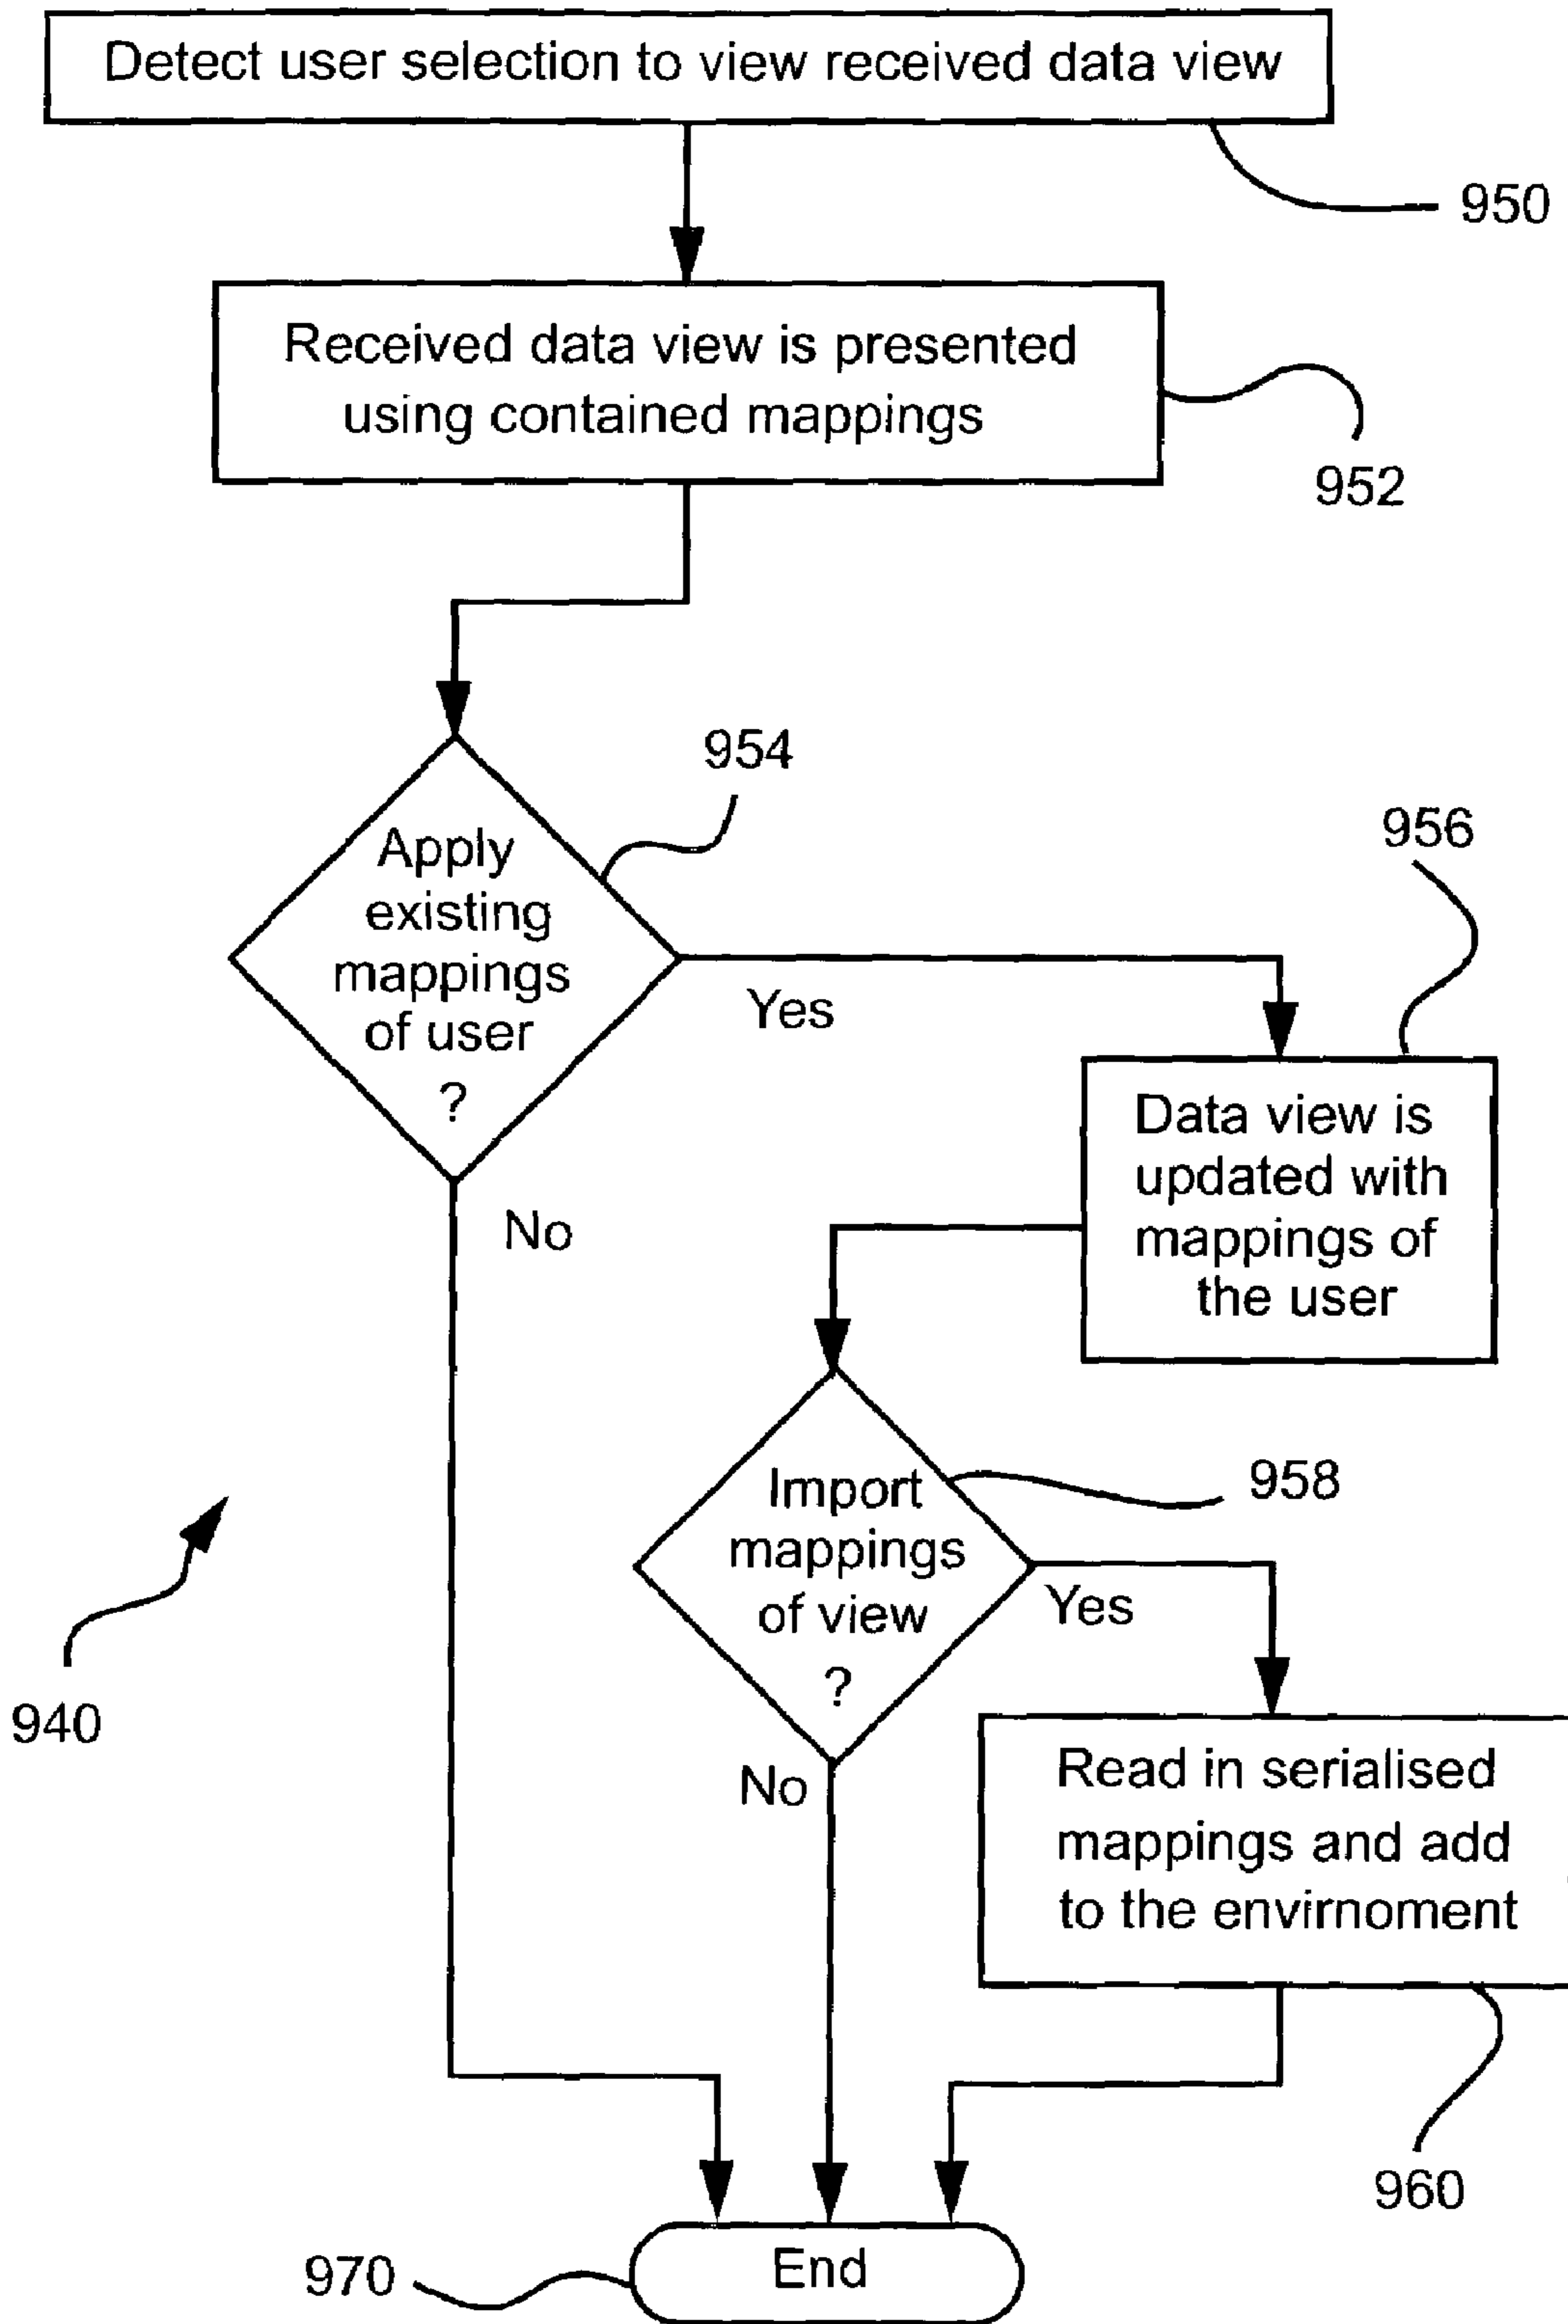 Detect user selection to view received data view
950
Received data view is presented
using contained mappings
952
954
Apply
existing
mappings
of user
?
Yes
No
956
Data view is
updated with
mappings of
the user
958
Import
mappings
of view
?
Yes
No
940
Read in serialised
mappings and add
to the envirnoment
960
970
End